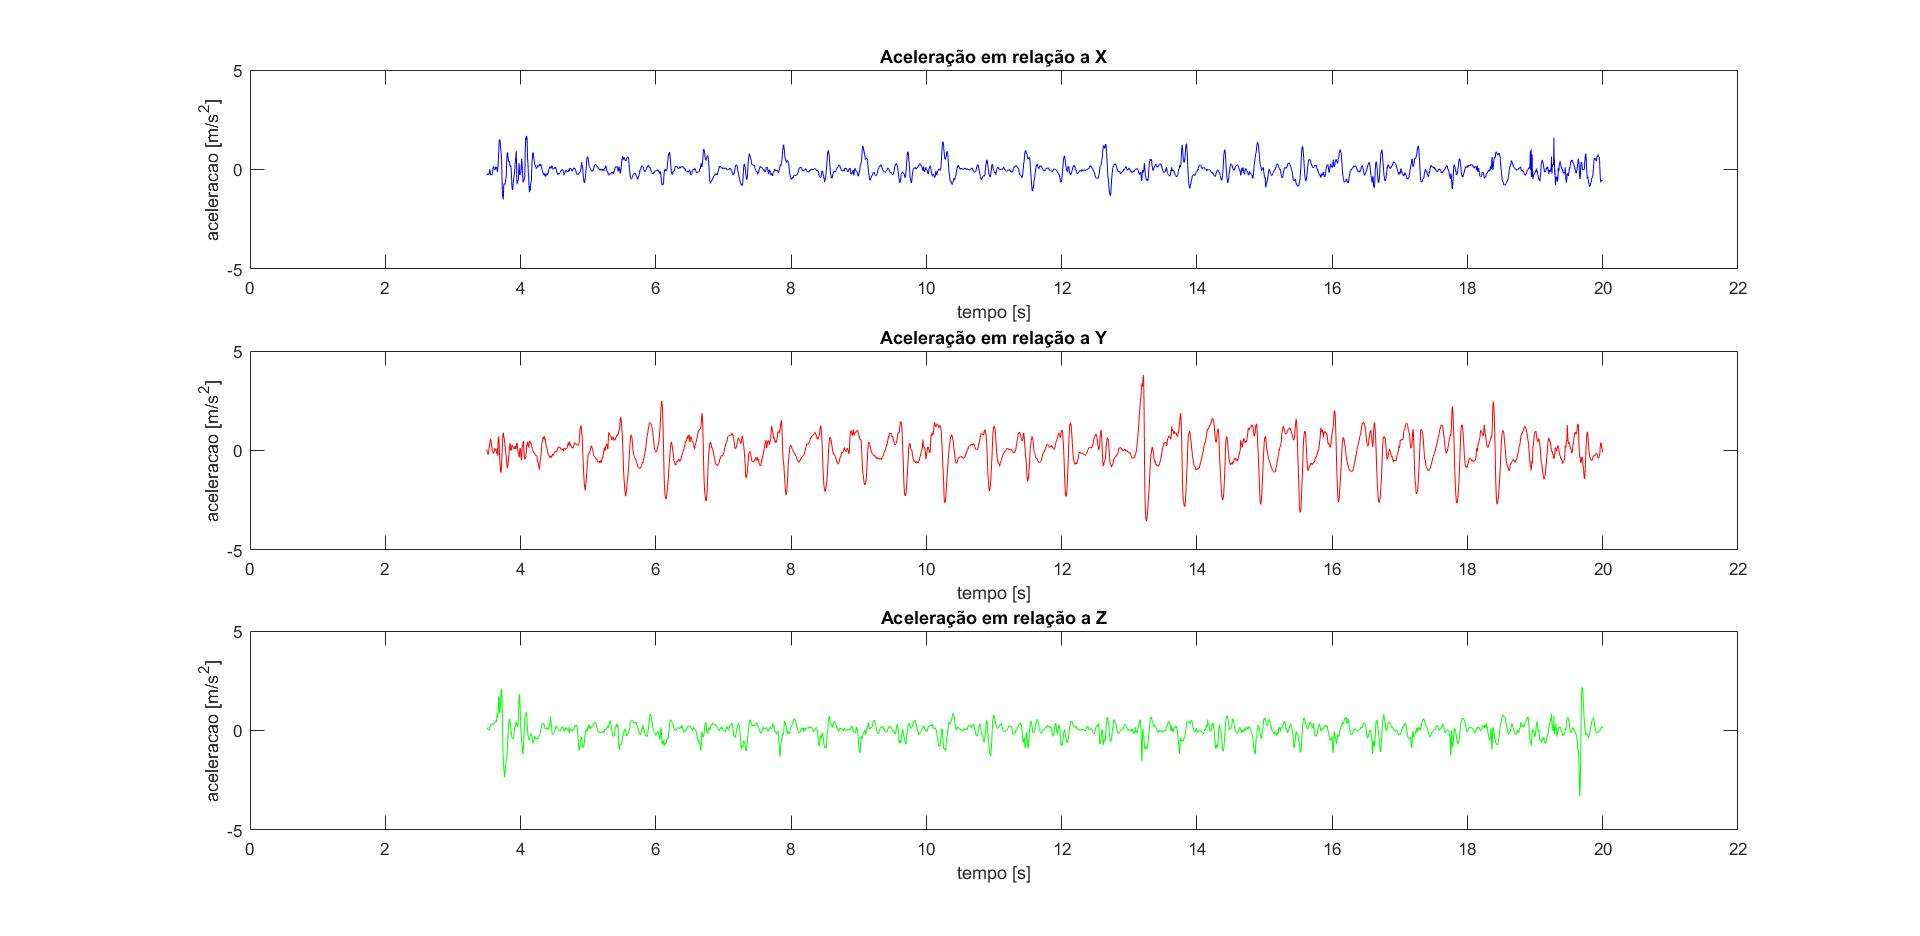 Aceleração em relação a X
5
0
-5
aceleracao [m/s²]
0 2 4 6 8 10 12 14 16 18 20 22
tempo [s]
Aceleração em relação a Y
5
0
-5
aceleracao [m/s²]
0 2 4 6 8 10 12 14 16 18 20 22
tempo [s]
Aceleração em relação a Z
5
0
-5
aceleracao [m/s²]
0 2 4 6 8 10 12 14 16 18 20 22
tempo [s]